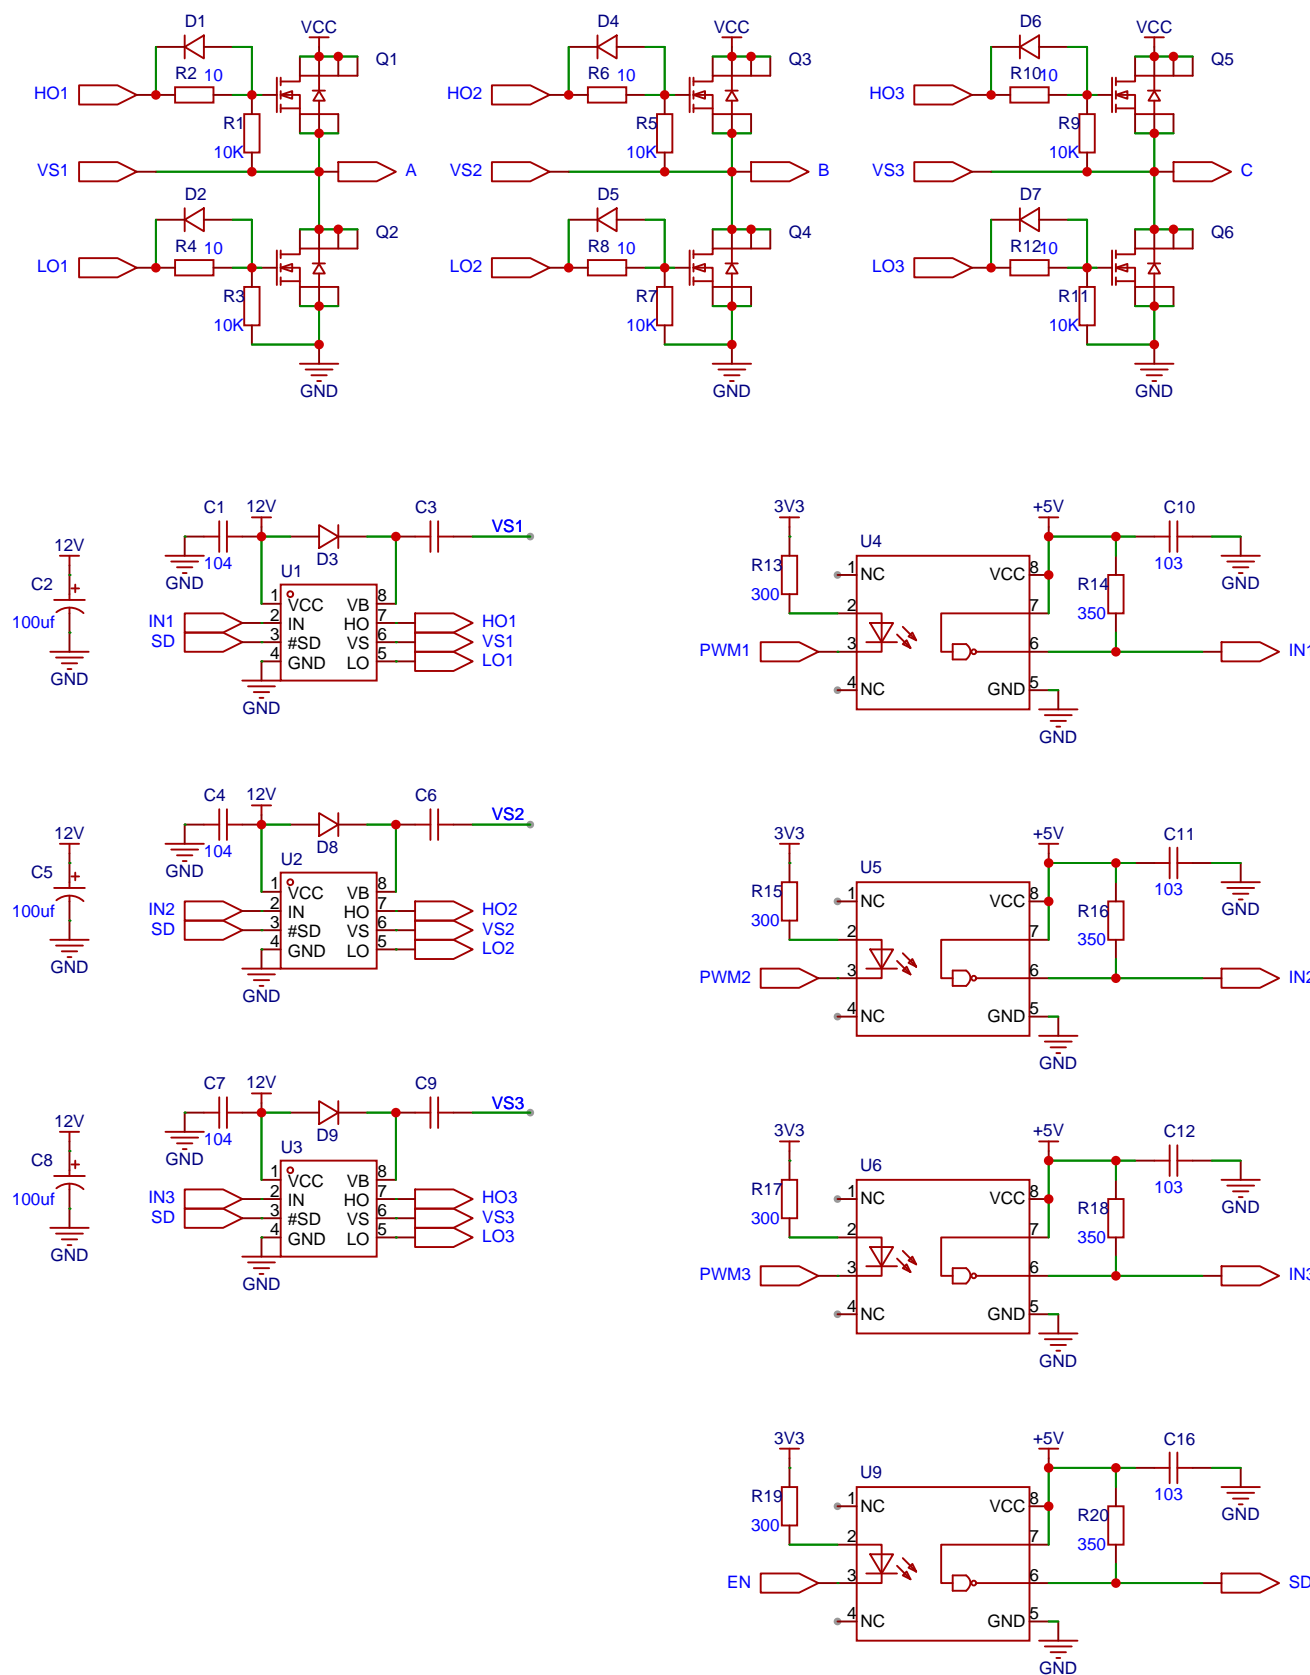 D1
VCC
Q1
R2 10
HO1
R1
10K
VS1
A
D2
Q2
R4 10
LO1
R3
10K
GND
D4
VCC
Q3
R6 10
HO2
R5
10K
VS2
B
D5
Q4
R8 10
LO2
R7
10K
GND
D6
VCC
Q5
R10 10
HO3
R9
10K
VS3
C
D7
Q6
R12 10
LO3
R11
10K
GND
12V
C2
100uf
GND
C1
12V
C3
VS1
104
GND
D3
U1
1 VCC VB 8
IN1 2 IN HO 7 HO1
SD 3 #SD VS 6 VS1
4 GND LO 5 LO1
GND
12V
C5
100uf
GND
C4
12V
C6
VS2
104
GND
D8
U2
1 VCC VB 8
IN2 2 IN HO 7 HO2
SD 3 #SD VS 6 VS2
4 GND LO 5 LO2
GND
12V
C8
100uf
GND
C7
12V
C9
VS3
104
GND
D9
U3
1 VCC VB 8
IN3 2 IN HO 7 HO3
SD 3 #SD VS 6 VS3
4 GND LO 5 LO3
GND
3V3
+5V
C10
U4
103
GND
R13
300
1 NC VCC 8
R14
350
2 7
PWM1 3 6 IN1
4 NC GND 5
GND
3V3
+5V
C11
U5
103
GND
R15
300
1 NC VCC 8
R16
350
2 7
PWM2 3 6 IN2
4 NC GND 5
GND
3V3
+5V
C12
U6
103
GND
R17
300
1 NC VCC 8
R18
350
2 7
PWM3 3 6 IN3
4 NC GND 5
GND
3V3
+5V
C16
U9
103
GND
R19
300
1 NC VCC 8
R20
350
2 7
EN 3 6 SD
4 NC GND 5
GND